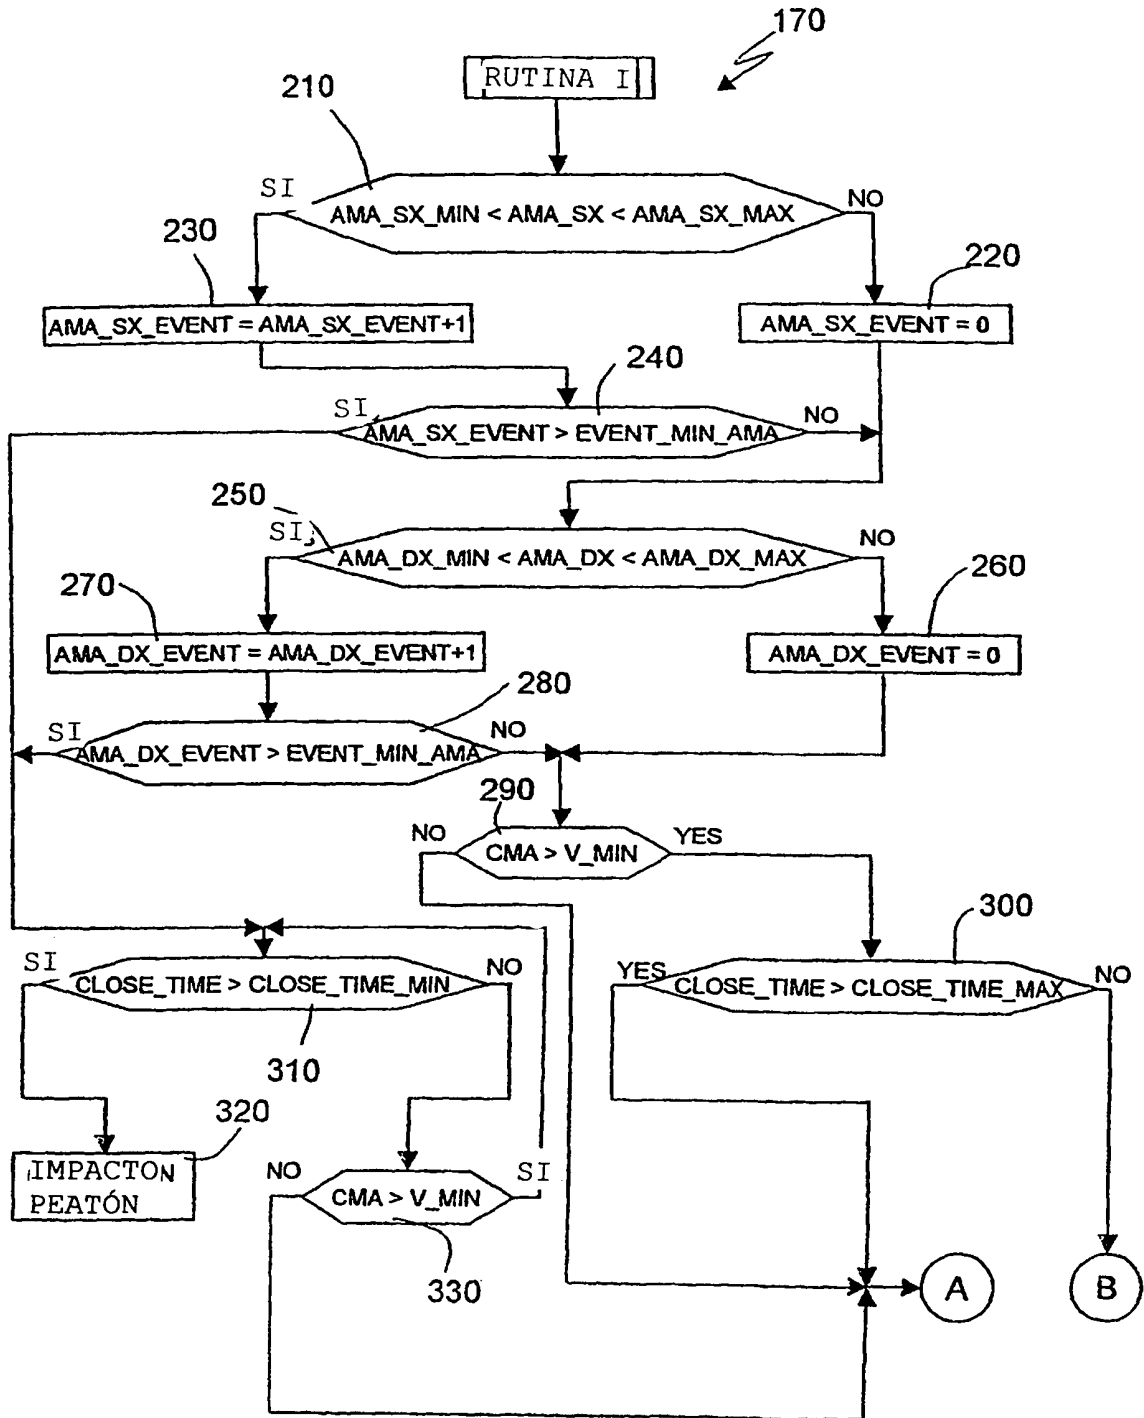 170
RUTINA I
210
SI
AMA_SX_MIN < AMA_SX < AMA_SX_MAX
NO
230
220
AMA_SX_EVENT = AMA_SX_EVENT+1
AMA_SX_EVENT = 0
240
SI
AMA_SX_EVENT > EVENT_MIN_AMA
NO
250
SI
AMA_DX_MIN < AMA_DX < AMA_DX_MAX
NO
270
260
AMA_DX_EVENT = AMA_DX_EVENT+1
AMA_DX_EVENT = 0
280
SI
AMA_DX_EVENT > EVENT_MIN_AMA
NO
290
NO
CMA > V_MIN
YES
300
SI
CLOSE_TIME > CLOSE_TIME_MIN
NO
YES
CLOSE_TIME > CLOSE_TIME_MAX
NO
310
320
IMPACTON
PEATÓN
NO
CMA > V_MIN
SI
330
A
B